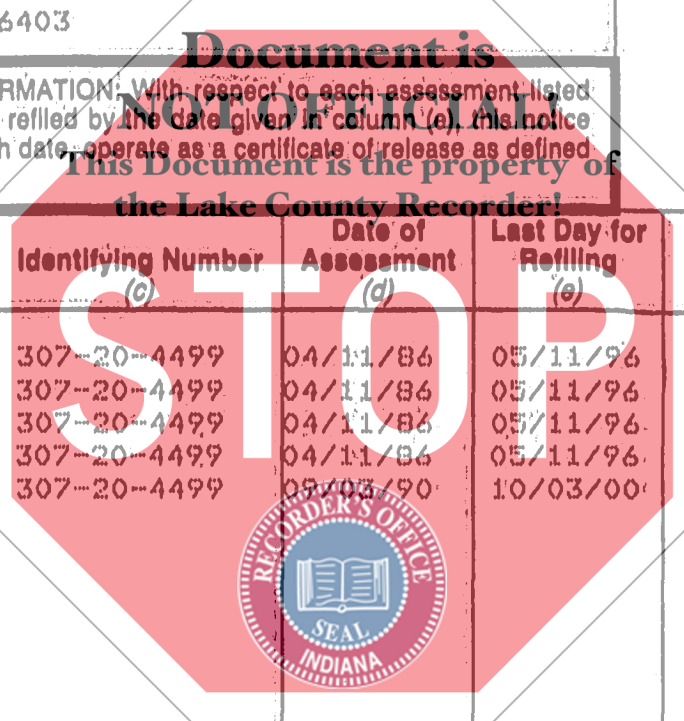 6403
Document is
RMATION: With respect to each assessment listed
NOT OFFICIAL!
refiled by the date given in column (e), this notice
h date, operate as a certificate of release as defined
This Document is the property of
the Lake County Recorder!
Identifying Number (c) Date of Assessment (d) Last Day for Refiling (e)
307-20-4499 04/11/86 05/11/96
307-20-4499 04/11/86 05/11/96
307-20-4499 04/11/86 05/11/96
307-20-4499 04/11/86 05/11/96
307-20-4499 09/03/90 10/03/00
STOP
RECORDER'S OFFICE
SEAL
INDIANA